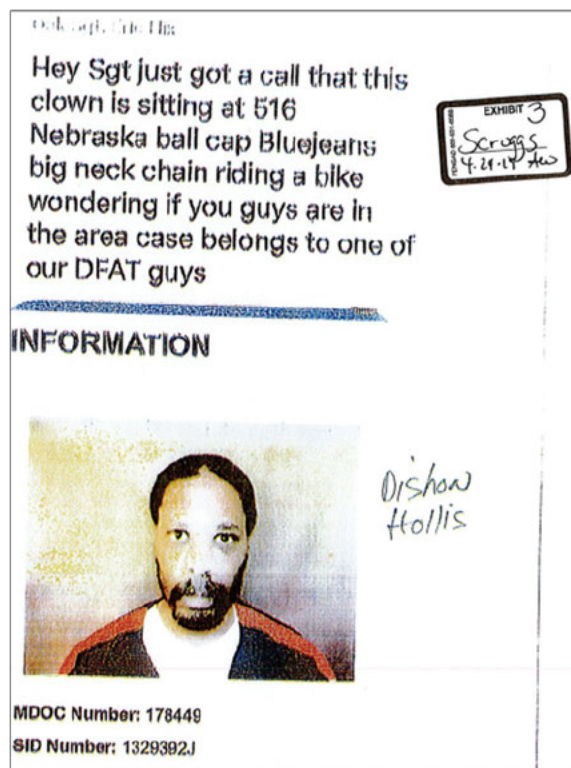 Hey Sgt just got a call that this
clown is sitting at 516
Nebraska ball cap Bluejeans
big neck chain riding a bike
wondering if you guys are in
the area case belongs to one of
our DFAT guys
EXHIBIT 3
Scruggs
INFORMATION
Dishon
Hollis
MDOC Number: 178449
SID Number: 1329392J